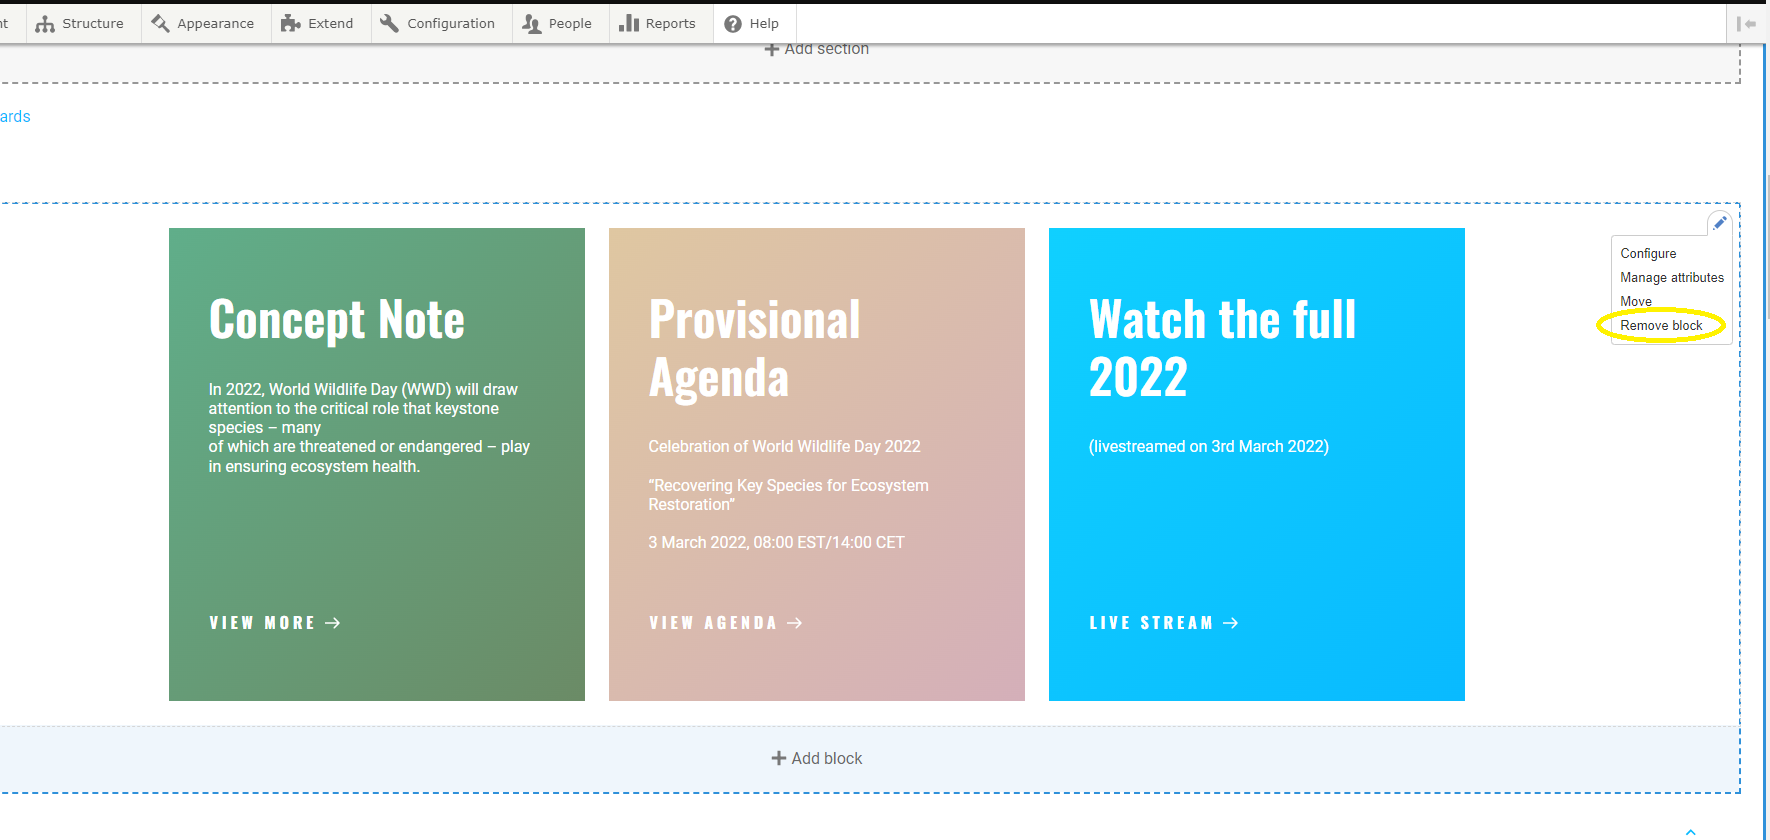 nt Structure Appearance Extend Configuration People Reports Help
Add section
ards
Configure
Manage attributes
Move
Remove block
Concept Note
In 2022, World Wildlife Day (WWD) will draw
attention to the critical role that keystone
species – many
of which are threatened or endangered – play
in ensuring ecosystem health.
VIEW MORE →
Provisional
Agenda
Celebration of World Wildlife Day 2022
“Recovering Key Species for Ecosystem
Restoration”
3 March 2022, 08:00 EST/14:00 CET
VIEW AGENDA →
Watch the full
2022
(livestreamed on 3rd March 2022)
LIVE STREAM →
Add block